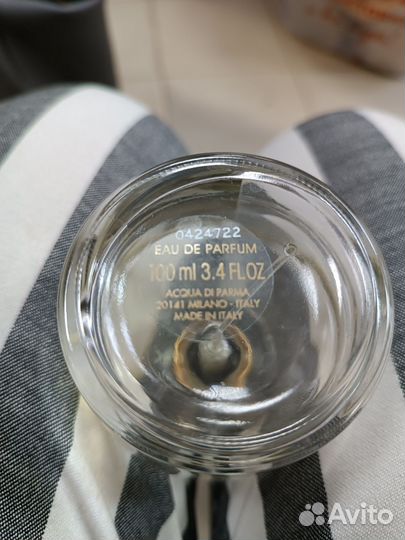 0424722
EAU DE PARFUM
100 ml 3.4 FL.OZ
ACQUA DI PARMA
20141 MILANO - ITALY
MADE IN ITALY
Avito